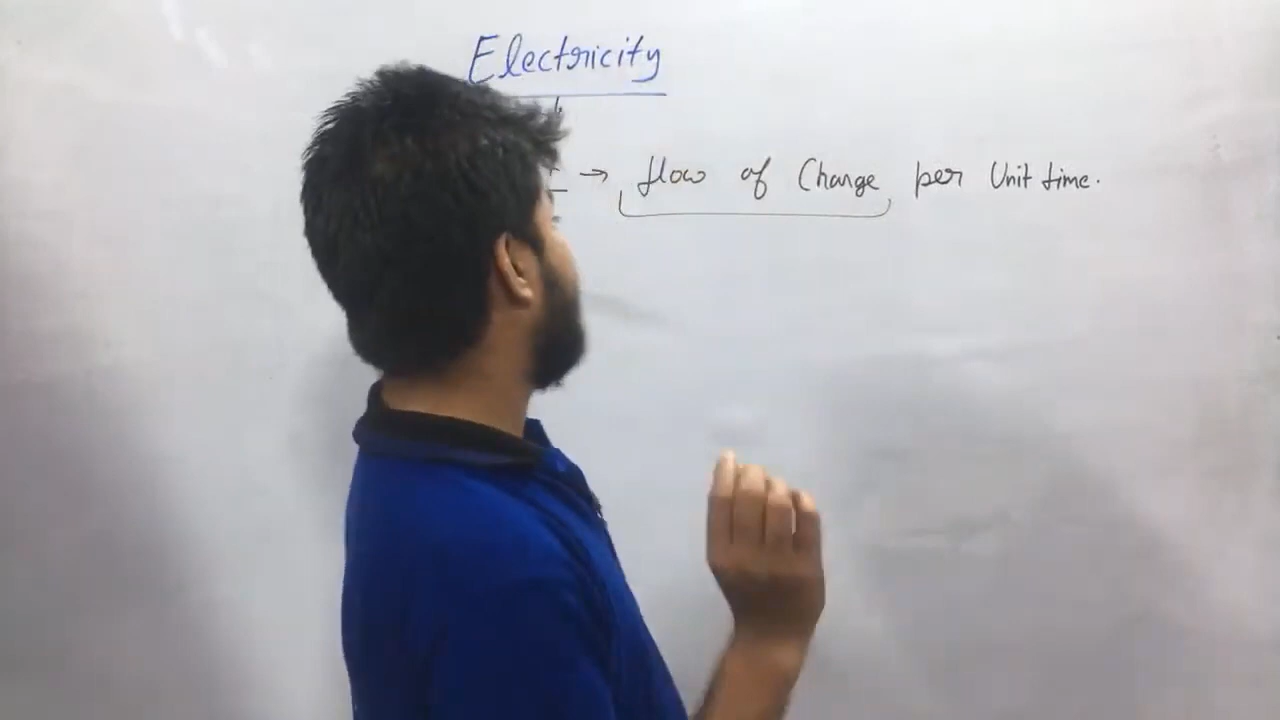 Electricity
→ flow of Charge per Unit time.